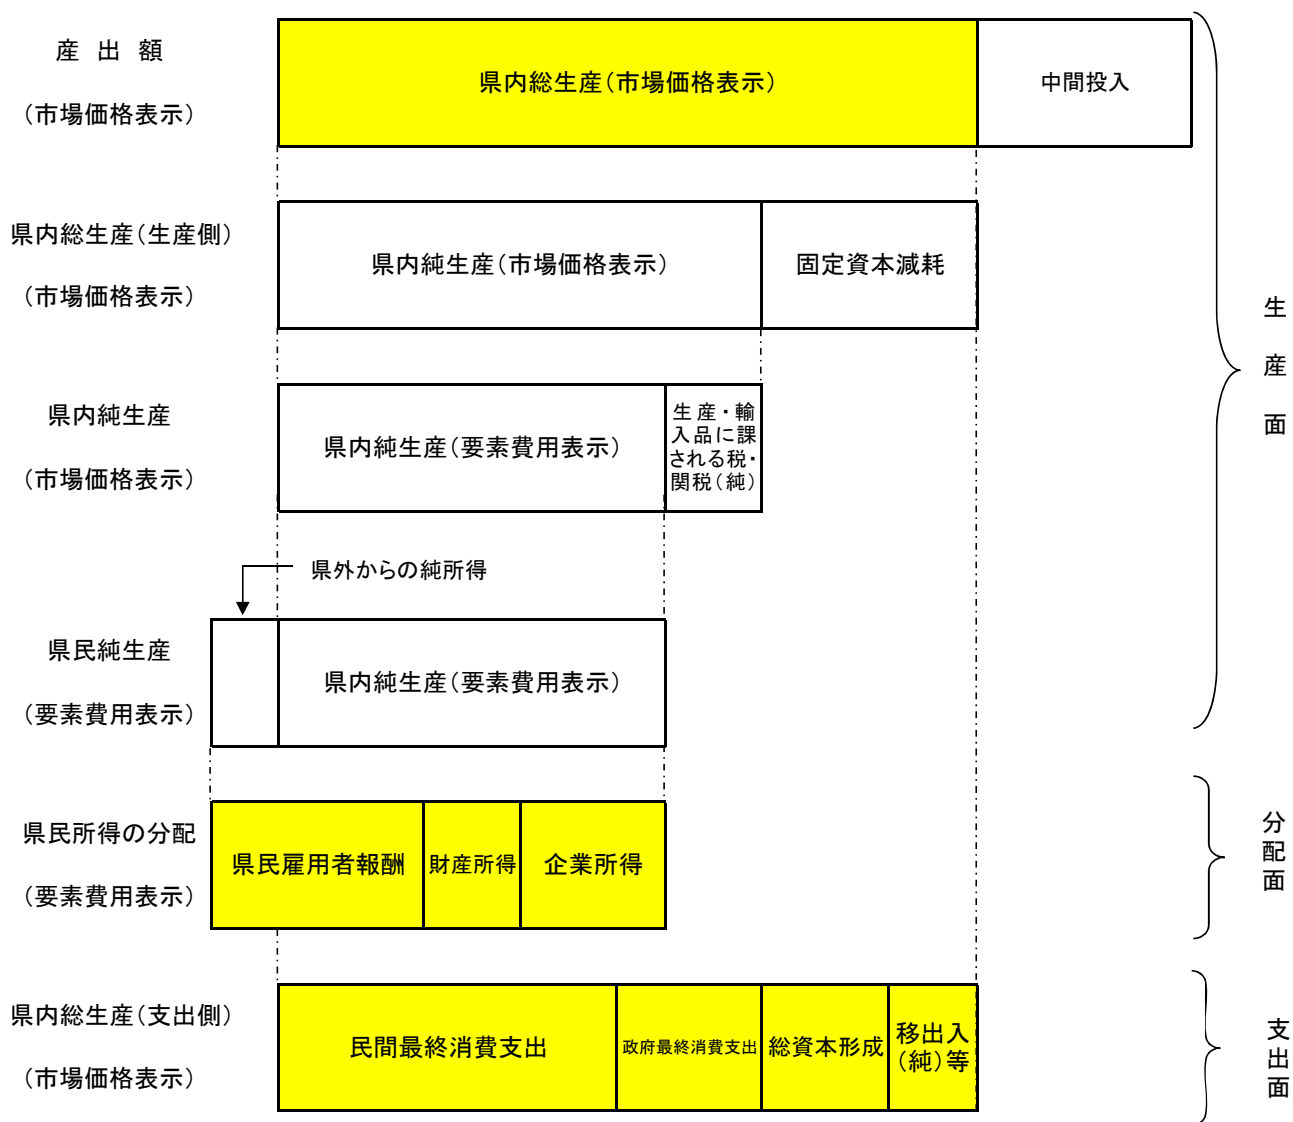 産 出 額
(市場価格表示)
県内総生産(市場価格表示)
中間投入
県内総生産(生産側)
(市場価格表示)
県内純生産(市場価格表示)
固定資本減耗
県内純生産
(市場価格表示)
県内純生産(要素費用表示)
生産・輸
入品に課
される税・
関税(純)
県外からの純所得
県民純生産
(要素費用表示)
県内純生産(要素費用表示)
生
産
面
県民所得の分配
(要素費用表示)
県民雇用者報酬
財産所得
企業所得
分
配
面
県内総生産(支出側)
(市場価格表示)
民間最終消費支出
政府最終消費支出
総資本形成
移出入
(純)等
支
出
面